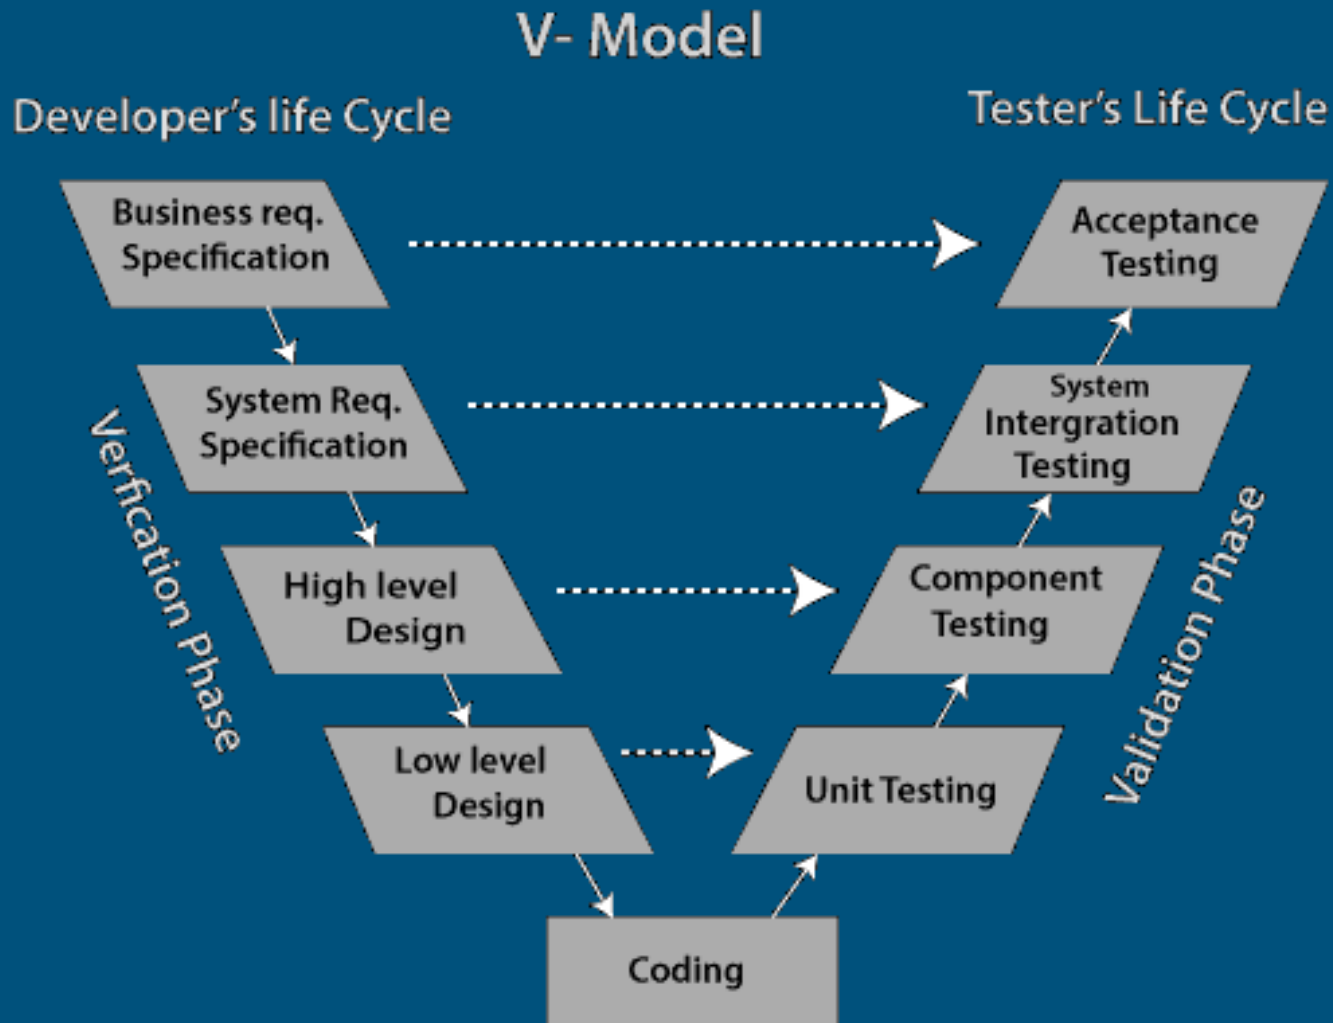 V- Model
Developer's life Cycle
Tester's Life Cycle
Business req.
Specification
Acceptance
Testing
System Req.
Specification
System
Intergration
Testing
Verfication Phase
High level
Design
Component
Testing
Validation Phase
Low level
Design
Unit Testing
Coding